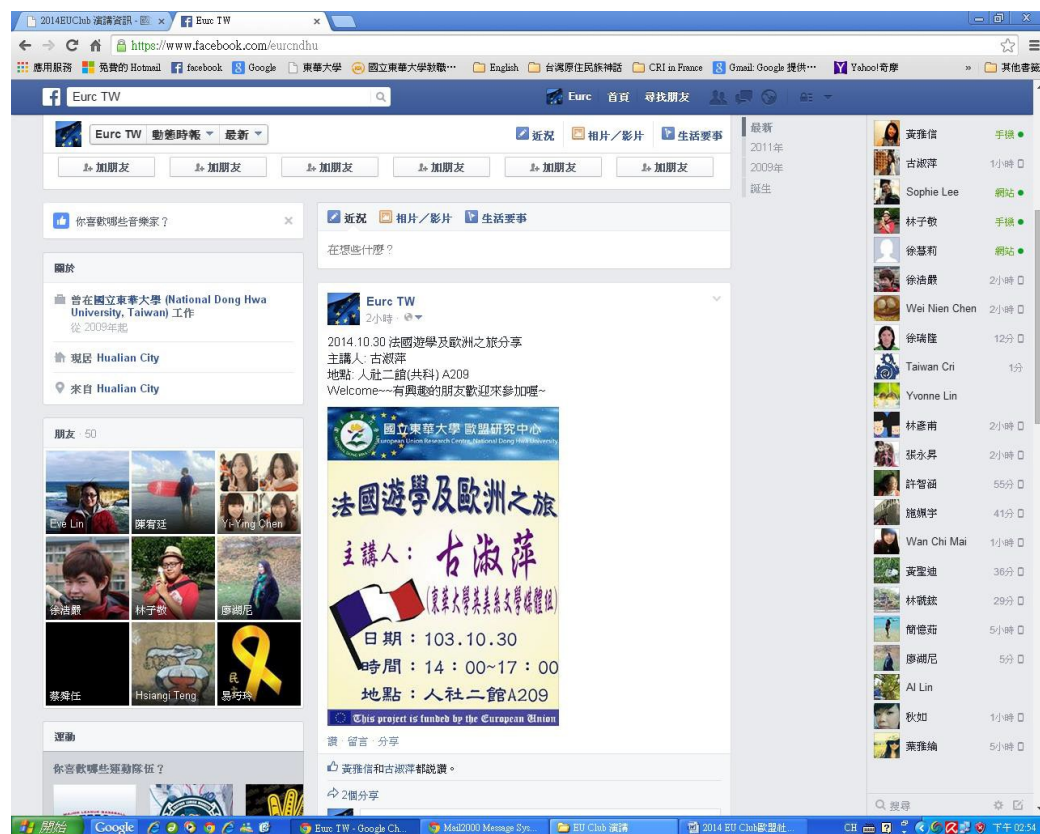 2014EUClub 演講資訊 - 歐 ×
Eurc TW ×
https://www.facebook.com/eurcndhu
應用服務 免費的 Hotmail facebook Google 東華大學 國立東華大學教職… English 台灣原住民族神話 CRI in France Gmail: Google 提供… Yahoo!奇摩 » 其他書籤
Eurc TW
Eurc 首頁 尋找朋友
Eurc TW 動態時報 最新
近況 相片/影片 生活要事
加朋友 加朋友 加朋友 加朋友 加朋友 加朋友
最新
2011年
2009年
誕生
你喜歡哪些音樂家?
關於
曾在國立東華大學 (National Dong Hwa
University, Taiwan) 工作
從 2009年起
現居 Hualian City
來自 Hualian City
朋友 · 50
Eve Lin
陳宥廷
Yi-Ying Chen
徐浩嚴
林子敬
廖湖尼
蔡舜任
Hsiangi Teng
易巧玲
民
主
運動
你喜歡哪些運動隊伍?
近況 相片/影片 生活要事
在想些什麼?
Eurc TW
2小時 ·
2014.10.30 法國遊學及歐洲之旅分享
主講人: 古淑萍
地點: 人社二館(共科) A209
Welcome~~有興趣的朋友歡迎來參加喔~
國立東華大學 歐盟研究中心
European Union Research Centre, National Dong Hwa University
法國遊學及歐洲之旅
主講人: 古淑萍
(東華大學英美系文學媒體組)
日期:103.10.30
時間:14:00~17:00
地點:人社二館A209
This project is funded by the European Union
讚 · 留言 · 分享
黃雅信和古淑萍都說讚。
2個分享
黃雅信 手機
古淑萍 1小時
Sophie Lee 網站
林子敬 手機
徐慧莉 網站
徐浩嚴 2小時
Wei Nien Chen 2小時
徐瑞隆 12分
Taiwan Cri 1分
Yvonne Lin
林彥甫 2小時
張永昇 2小時
許智涵 55分
施嫘宇 41分
Wan Chi Mai 1小時
黃聖迪 36分
林琥鋐 29分
簡億茹 5小時
廖湖尼 5分
Al Lin
秋如 1小時
葉雅綸 5小時
搜尋
開始 Google Eurc TW - Google Ch... Mail2000 Message Sys... EU Club 演講 2014 EU Club歐盟社... CH 下午 02:54